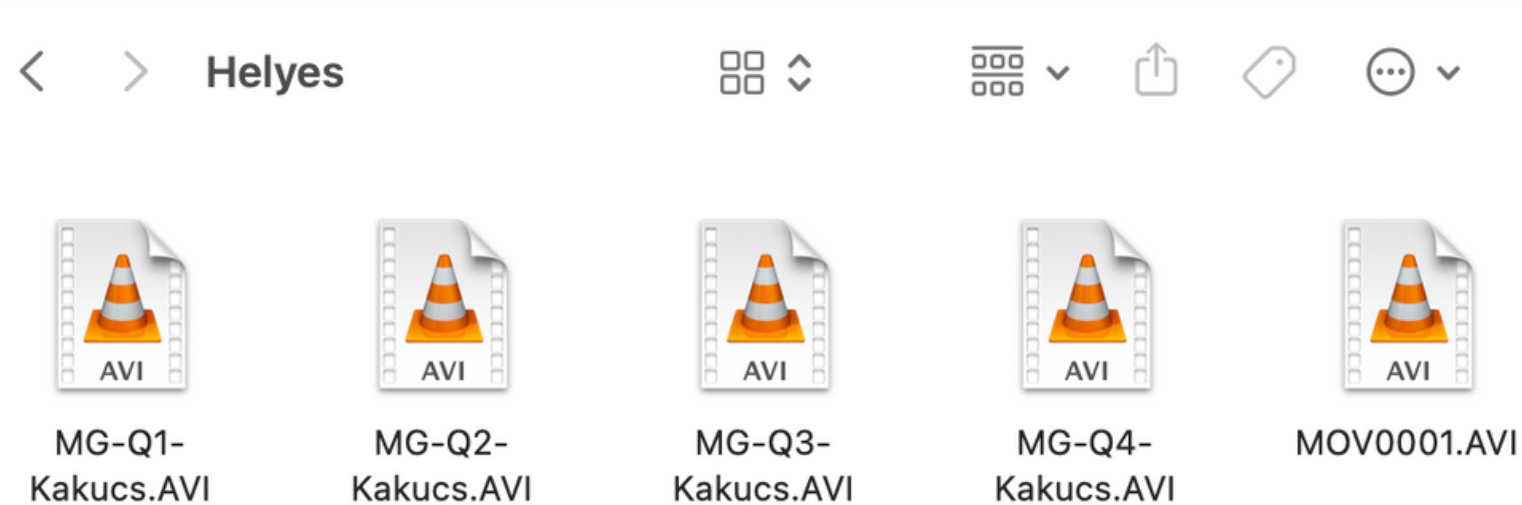 Helyes
AVI
AVI
AVI
AVI
AVI
MG-Q1-
Kakucs.AVI
MG-Q2-
Kakucs.AVI
MG-Q3-
Kakucs.AVI
MG-Q4-
Kakucs.AVI
MOV0001.AVI